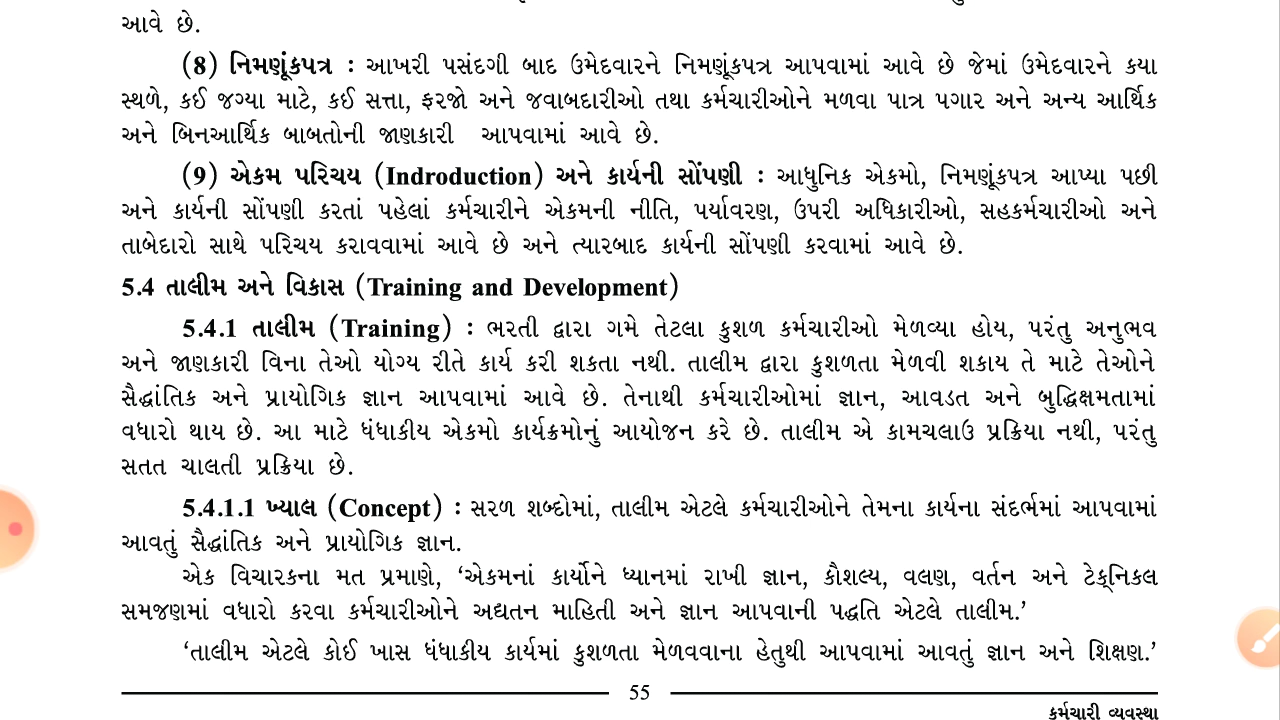 આવે છે.
(8) નિમણૂંકપત્ર : આખરી પસંદગી બાદ ઉમેદવારને નિમણૂંકપત્ર આપવામાં આવે છે જેમાં ઉમેદવારને કયા
સ્થળે, કઈ જગ્યા માટે, કઈ સત્તા, ફરજો અને જવાબદારીઓ તથા કર્મચારીઓને મળવા પાત્ર પગાર અને અન્ય આર્થિક
અને બિનઆર્થિક બાબતોની જાણકારી આપવામાં આવે છે.
(9) એકમ પરિચય (Indroduction) અને કાર્યની સોંપણી : આધુનિક એકમો, નિમણૂંકપત્ર આપ્યા પછી
અને કાર્યની સોંપણી કરતાં પહેલાં કર્મચારીને એકમની નીતિ, પર્યાવરણ, ઉપરી અધિકારીઓ, સહકર્મચારીઓ અને
તાબેદારો સાથે પરિચય કરાવવામાં આવે છે અને ત્યારબાદ કાર્યની સોંપણી કરવામાં આવે છે.
5.4 તાલીમ અને વિકાસ (Training and Development)
5.4.1 તાલીમ (Training) : ભરતી દ્વારા ગમે તેટલા કુશળ કર્મચારીઓ મેળવ્યા હોય, પરંતુ અનુભવ
અને જાણકારી વિના તેઓ યોગ્ય રીતે કાર્ય કરી શકતા નથી. તાલીમ દ્વારા કુશળતા મેળવી શકાય તે માટે તેઓને
સૈદ્ધાંતિક અને પ્રાયોગિક જ્ઞાન આપવામાં આવે છે. તેનાથી કર્મચારીઓમાં જ્ઞાન, આવડત અને બુદ્ધિક્ષમતામાં
વધારો થાય છે. આ માટે ધંધાકીય એકમો કાર્યક્રમોનું આયોજન કરે છે. તાલીમ એ કામચલાઉ પ્રક્રિયા નથી, પરંતુ
સતત ચાલતી પ્રક્રિયા છે.
5.4.1.1 ખ્યાલ (Concept) : સરળ શબ્દોમાં, તાલીમ એટલે કર્મચારીઓને તેમના કાર્યના સંદર્ભમાં આપવામાં
આવતું સૈદ્ધાંતિક અને પ્રાયોગિક જ્ઞાન.
એક વિચારકના મત પ્રમાણે, ‘એકમનાં કાર્યોને ધ્યાનમાં રાખી જ્ઞાન, કૌશલ્ય, વલણ, વર્તન અને ટેક્‌નિકલ
સમજણમાં વધારો કરવા કર્મચારીઓને અદ્યતન માહિતી અને જ્ઞાન આપવાની પદ્ધતિ એટલે તાલીમ.’
‘તાલીમ એટલે કોઈ ખાસ ધંધાકીય કાર્યમાં કુશળતા મેળવવાના હેતુથી આપવામાં આવતું જ્ઞાન અને શિક્ષણ.’
55
કર્મચારી વ્યવસ્થા